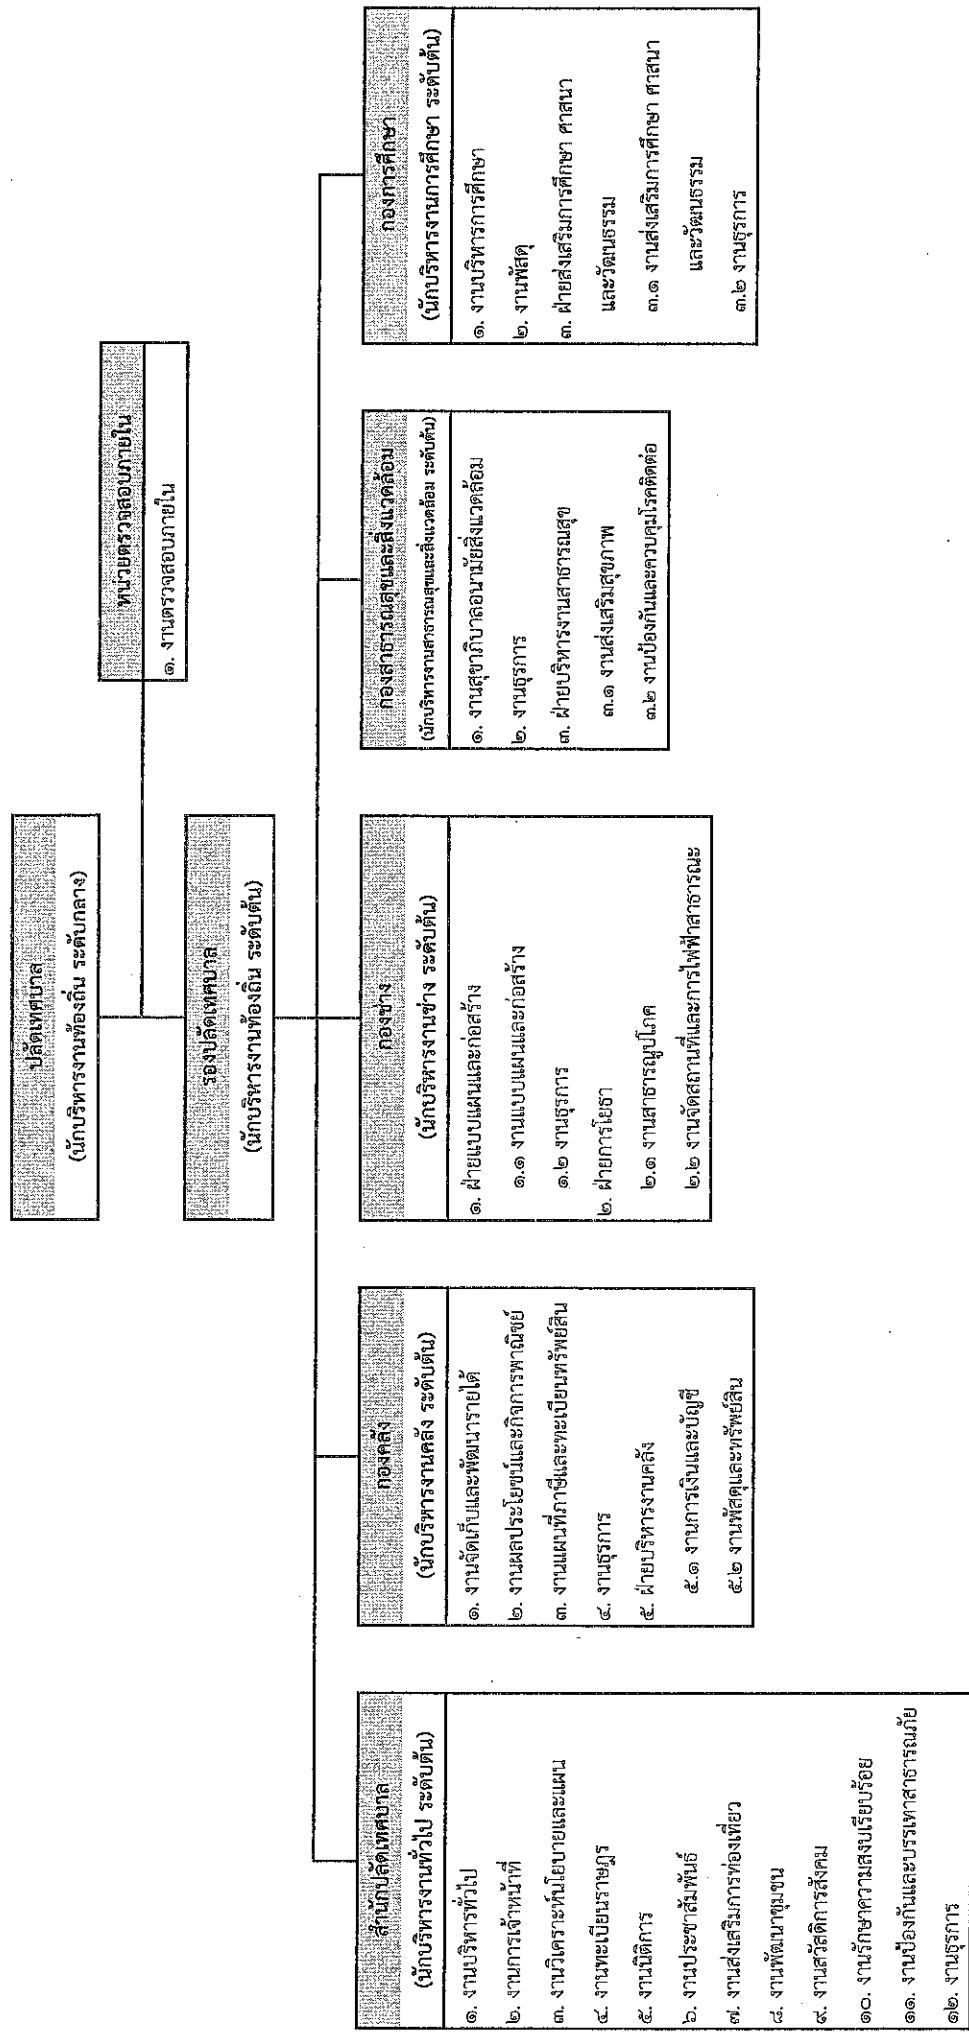 ปลัดเทศบาล
(นักบริหารงานท้องถิ่น ระดับกลาง)
หน่วยตรวจสอบภายใน
๑. งานตรวจสอบภายใน
รองปลัดเทศบาล
(นักบริหารงานท้องถิ่น ระดับต้น)
สำนักปลัดเทศบาล
(นักบริหารงานทั่วไป ระดับต้น)
๑. งานบริหารทั่วไป
๒. งานการเจ้าหน้าที่
๓. งานวิเคราะห์นโยบายและแผน
๔. งานทะเบียนราษฎร
๕. งานนิติการ
๖. งานประชาสัมพันธ์
๗. งานส่งเสริมการท่องเที่ยว
๘. งานพัฒนาชุมชน
๙. งานสวัสดิการสังคม
๑๐. งานรักษาความสงบเรียบร้อย
๑๑. งานป้องกันและบรรเทาสาธารณภัย
๑๒. งานธุรการ
กองคลัง
(นักบริหารงานคลัง ระดับต้น)
๑. งานจัดเก็บและพัฒนารายได้
๒. งานผลประโยชน์และกิจการพาณิชย์
๓. งานแผนที่ภาษีและทะเบียนทรัพย์สิน
๔. งานธุรการ
๕. ฝ่ายบริหารงานคลัง
๕.๑ งานการเงินและบัญชี
๕.๒ งานพัสดุและทรัพย์สิน
กองช่าง
(นักบริหารงานช่าง ระดับต้น)
๑. ฝ่ายแบบแผนและก่อสร้าง
๑.๑ งานแบบแผนและก่อสร้าง
๑.๒ งานธุรการ
๒. ฝ่ายการโยธา
๒.๑ งานสาธารณูปโภค
๒.๒ งานจัดสถานที่และการไฟฟ้าสาธารณะ
กองสาธารณสุขและสิ่งแวดล้อม
(นักบริหารงานสาธารณสุขและสิ่งแวดล้อม ระดับต้น)
๑. งานสุขาภิบาลอนามัยสิ่งแวดล้อม
๒. งานธุรการ
๓. ฝ่ายบริหารงานสาธารณสุข
๓.๑ งานส่งเสริมสุขภาพ
๓.๒ งานป้องกันและควบคุมโรคติดต่อ
กองการศึกษา
(นักบริหารงานการศึกษา ระดับต้น)
๑. งานบริหารการศึกษา
๒. งานพัสดุ
๓. ฝ่ายส่งเสริมการศึกษา ศาสนา
และวัฒนธรรม
๓.๑ งานส่งเสริมการศึกษา ศาสนา
และวัฒนธรรม
๓.๒ งานธุรการ